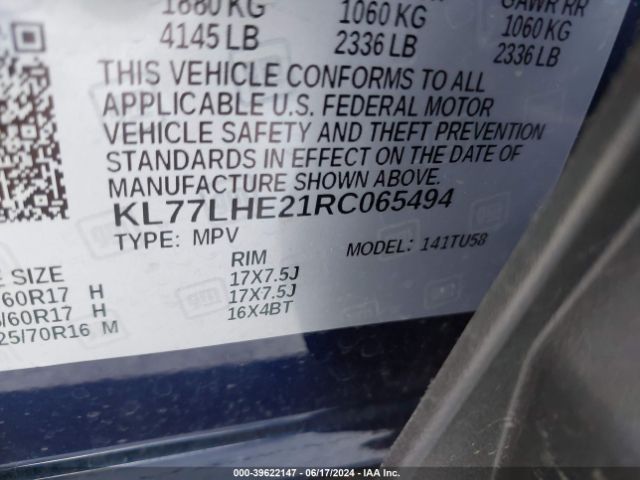 1880 KG 1060 KG GAWR RR
4145 LB 2336 LB 1060 KG
2336 LB
THIS VEHICLE CONFORMS TO ALL
APPLICABLE U.S. FEDERAL MOTOR
VEHICLE SAFETY AND THEFT PREVENTION
STANDARDS IN EFFECT ON THE DATE OF
MANUFACTURE SHOWN ABOVE.
KL77LHE21RC065494
TYPE: MPV MODEL: 141TU58
SIZE RIM
/60R17 H 17X7.5J
/60R17 H 17X7.5J
25/70R16 M 16X4BT
gm
000-39622147 - 06/17/2024 - IAA Inc.